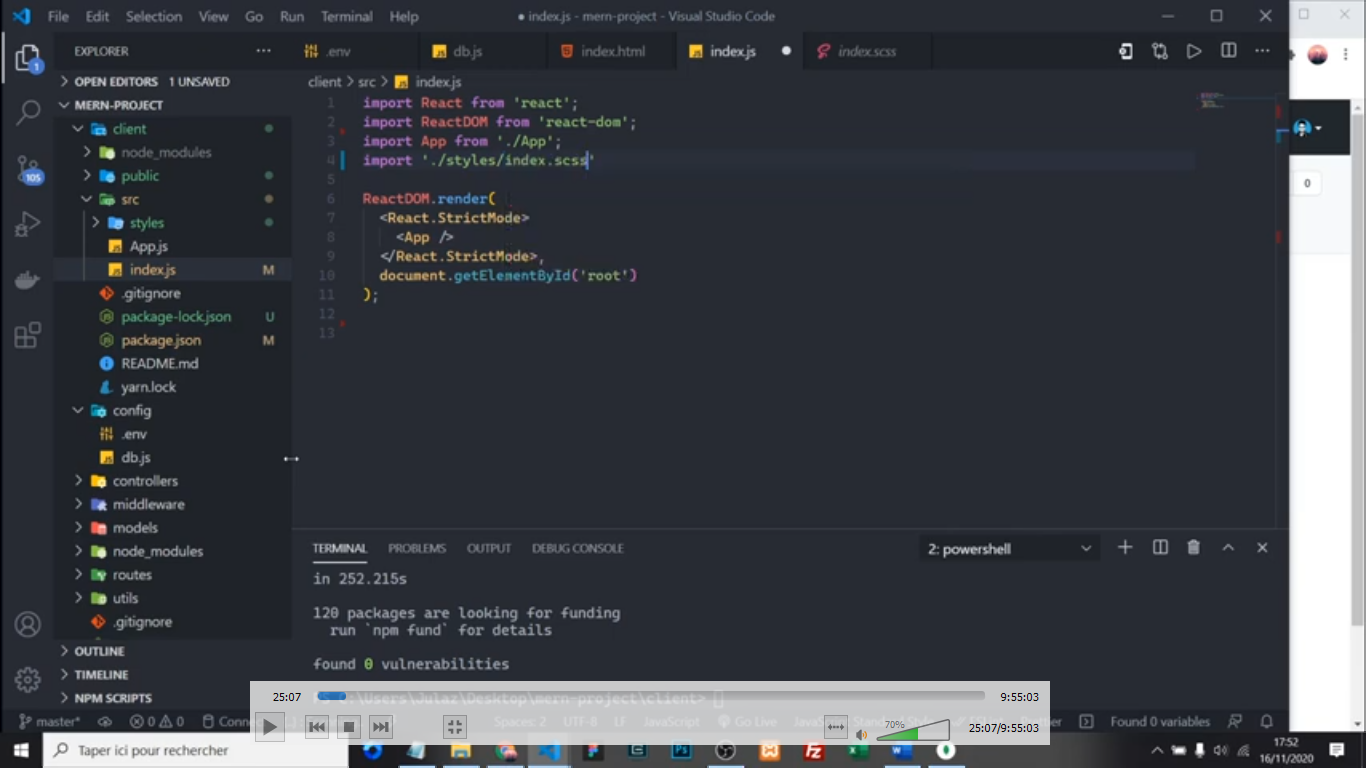 File Edit Selection View Go Run Terminal Help
● index.js - mern-project - Visual Studio Code
EXPLORER
.env db.js index.html index.js index.scss
OPEN EDITORS 1 UNSAVED
client > src > index.js
MERN-PROJECT
client
node_modules
public
src
styles
App.js
index.js M
.gitignore
package-lock.json U
package.json M
README.md
yarn.lock
config
.env
db.js
controllers
middleware
models
node_modules
routes
utils
.gitignore
OUTLINE
TIMELINE
NPM SCRIPTS
1
105
1 import React from 'react';
2 import ReactDOM from 'react-dom';
3 import App from './App';
4 import './styles/index.scss'
5
6 ReactDOM.render(
7 <React.StrictMode>
8 <App />
9 </React.StrictMode>,
10 document.getElementById('root')
11 );
12
13
0
TERMINAL PROBLEMS OUTPUT DEBUG CONSOLE 2: powershell
in 252.215s
120 packages are looking for funding
run `npm fund` for details
found 0 vulnerabilities
:\Users\Julaz\Desktop\mern-project\client>
25:07 9:55:03
master* 0 0 Spaces: 2 UTF-8 LF JavaScript Go Live Found 0 variables
70% 25:07/9:55:03
Taper ici pour rechercher
17:52
16/11/2020